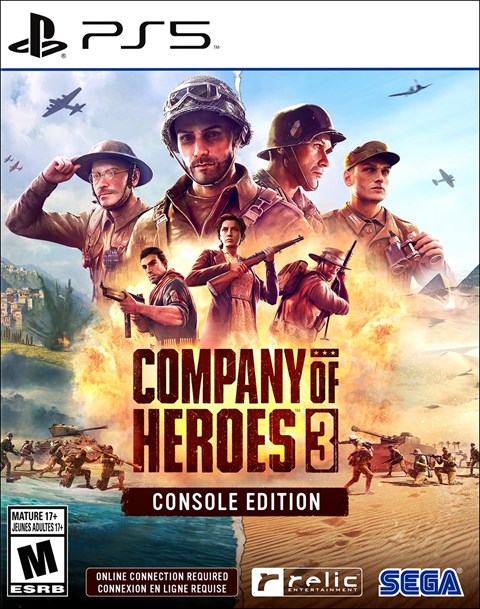 PS5
COMPANY OF
HEROES 3
CONSOLE EDITION
MATURE 17+
JEUNES ADULTES 17+
M
ESRB
ONLINE CONNECTION REQUIRED
CONNEXION EN LIGNE REQUISE
relic
ENTERTAINMENT
SEGA